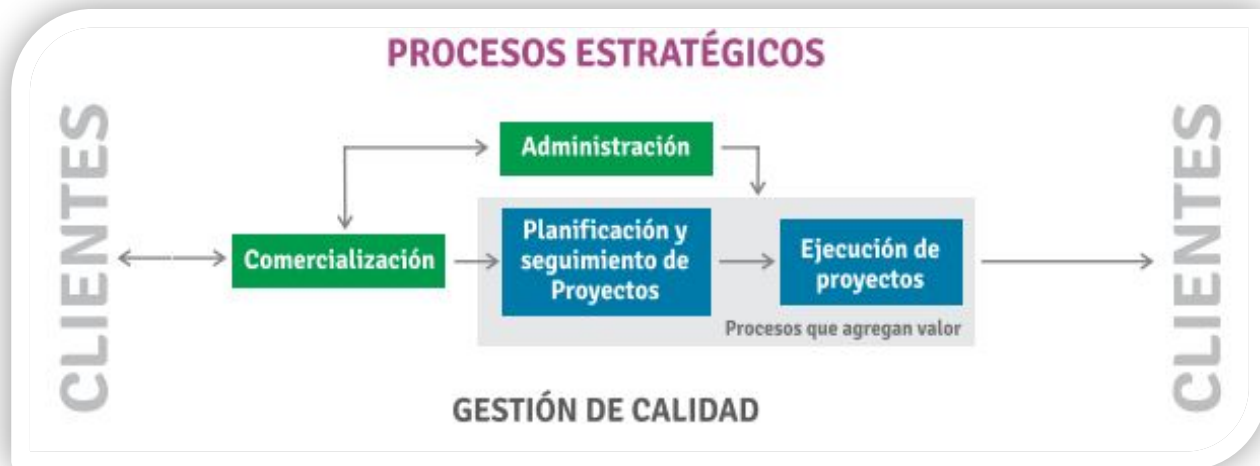 PROCESOS ESTRATÉGICOS
CLIENTES
Administración
Comercialización
Planificación y
seguimiento de
Proyectos
Ejecución de
proyectos
Procesos que agregan valor
CLIENTES
GESTIÓN DE CALIDAD